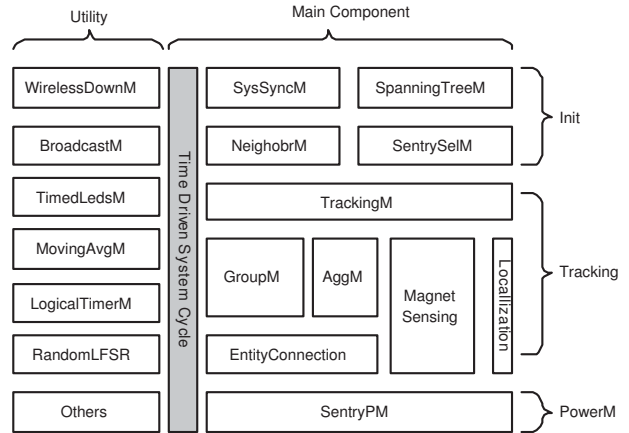 Utility
Main Component
WirelessDownM
SysSyncM
SpanningTreeM
Init
BroadcastM
NeighobrM
SentrySelM
Time Driven System Cycle
TimedLedsM
TrackingM
MovingAvgM
GroupM
AggM
Magnet
Sensing
Locallization
Tracking
LogicalTimerM
RandomLFSR
EntityConnection
Others
SentryPM
PowerM